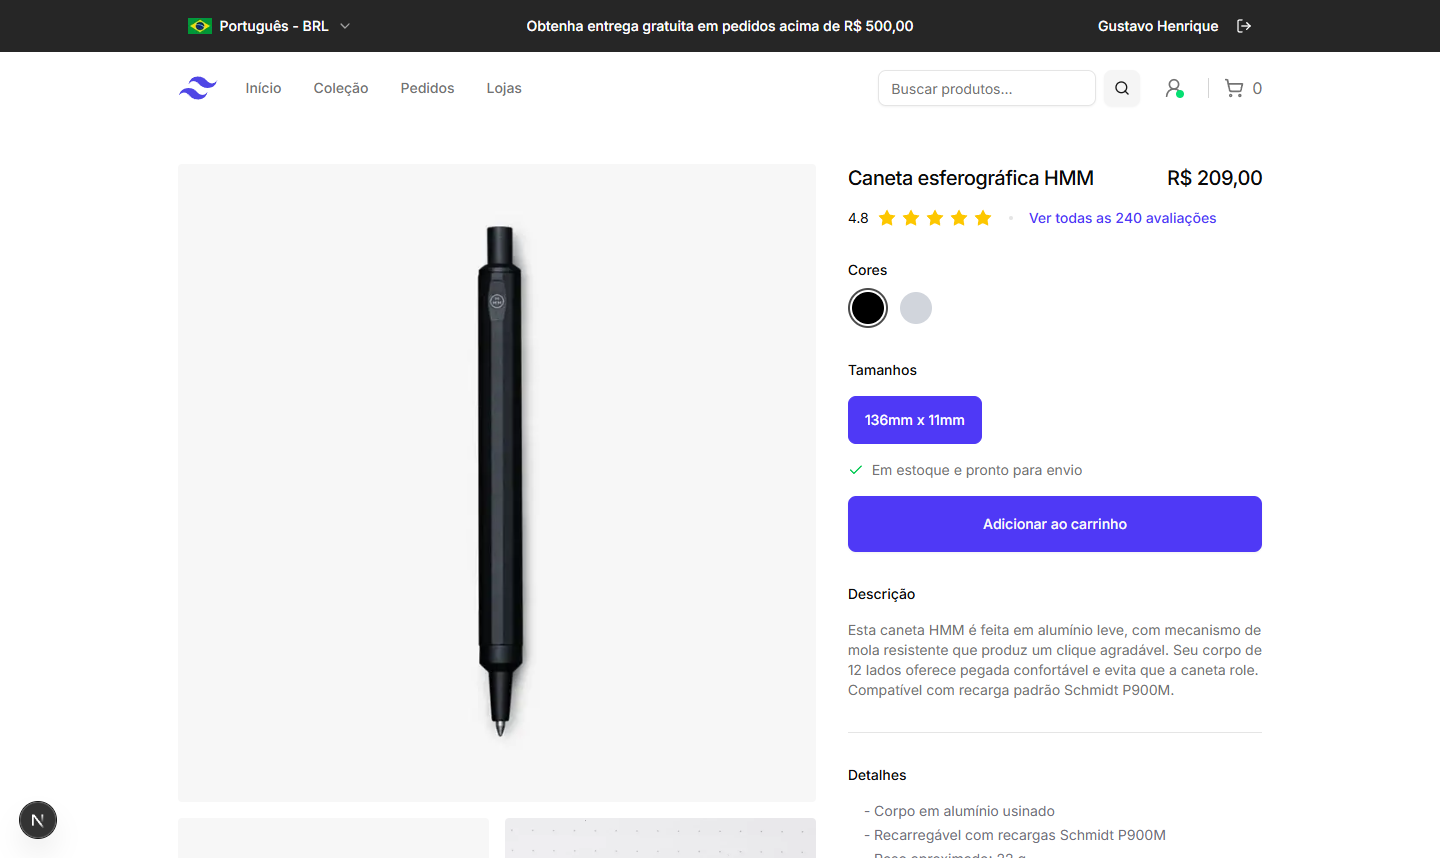 Português - BRL
Obtenha entrega gratuita em pedidos acima de R$ 500,00
Gustavo Henrique
Início
Coleção
Pedidos
Lojas
Buscar produtos...
0
Caneta esferográfica HMM
R$ 209,00
4.8
Ver todas as 240 avaliações
Cores
Tamanhos
136mm x 11mm
Em estoque e pronto para envio
Adicionar ao carrinho
Descrição
Esta caneta HMM é feita em alumínio leve, com mecanismo de
mola resistente que produz um clique agradável. Seu corpo de
12 lados oferece pegada confortável e evita que a caneta role.
Compatível com recarga padrão Schmidt P900M.
Detalhes
- Corpo em alumínio usinado
- Recarregável com recargas Schmidt P900M
- Peso aproximado: 22 g
N